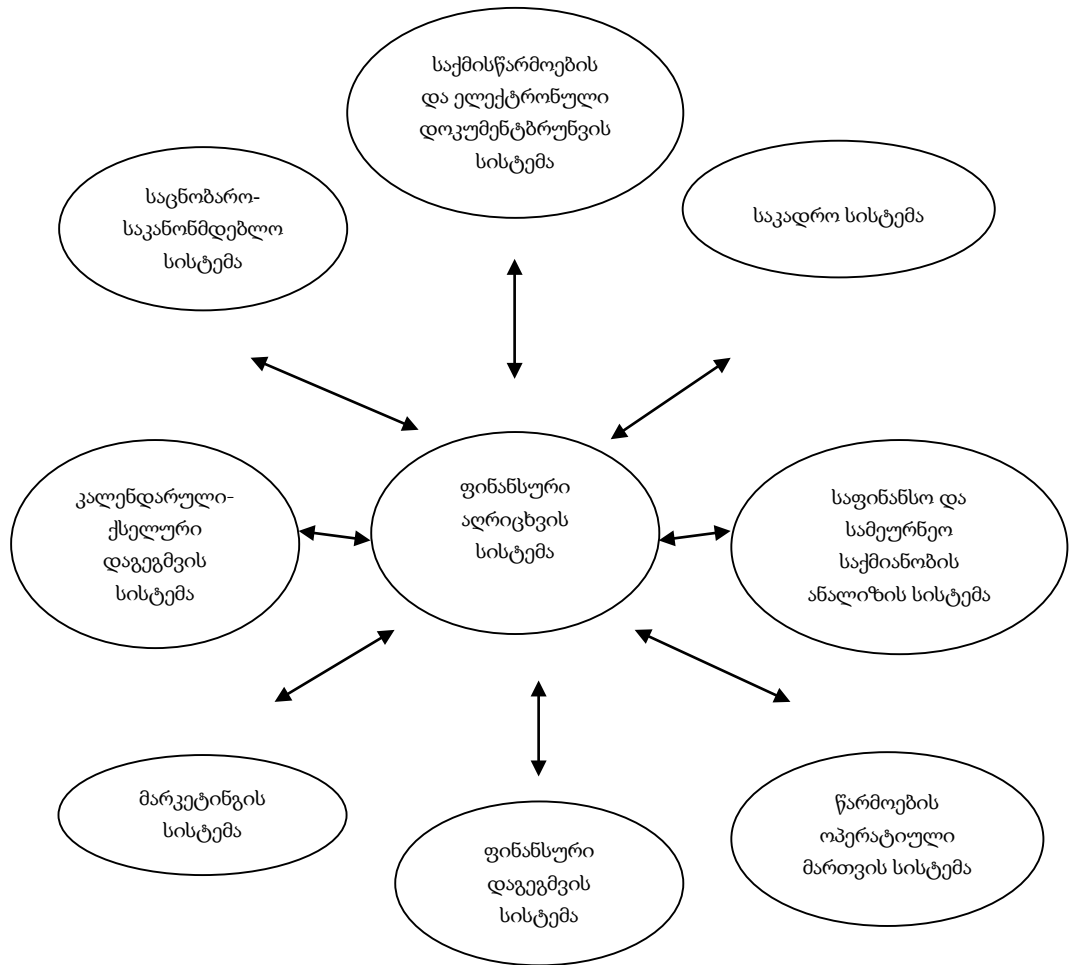 საქმისწარმოების
და ელექტრონული
დოკუმენტბრუნვის
სისტემა
საცნობარო-
საკანონმდებლო
სისტემა
საკადრო სისტემა
კალენდარული-
ქსელური
დაგეგმვის
სისტემა
ფინანსური
აღრიცხვის
სისტემა
საფინანსო და
სამეურნეო
საქმიანობის
ანალიზის სისტემა
მარკეტინგის
სისტემა
ფინანსური
დაგეგმვის
სისტემა
წარმოების
ოპერატიული
მართვის სისტემა